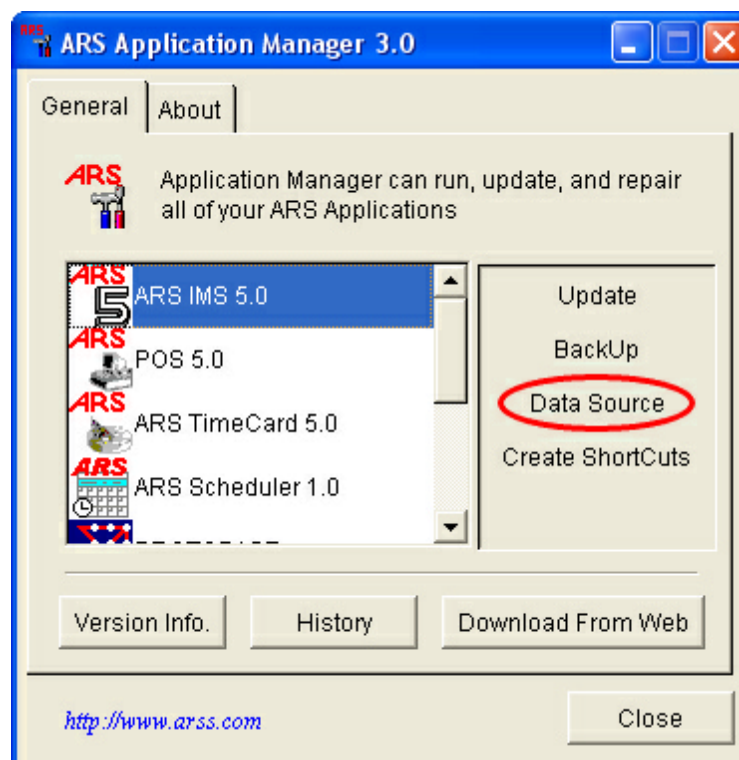 ARS Application Manager 3.0
General
About
ARS
Application Manager can run, update, and repair
all of your ARS Applications
ARS
5
ARS IMS 5.0
ARS
POS 5.0
ARS
ARS TimeCard 5.0
ARS
ARS Scheduler 1.0
Update
BackUp
Data Source
Create ShortCuts
Version Info.
History
Download From Web
http://www.arss.com
Close